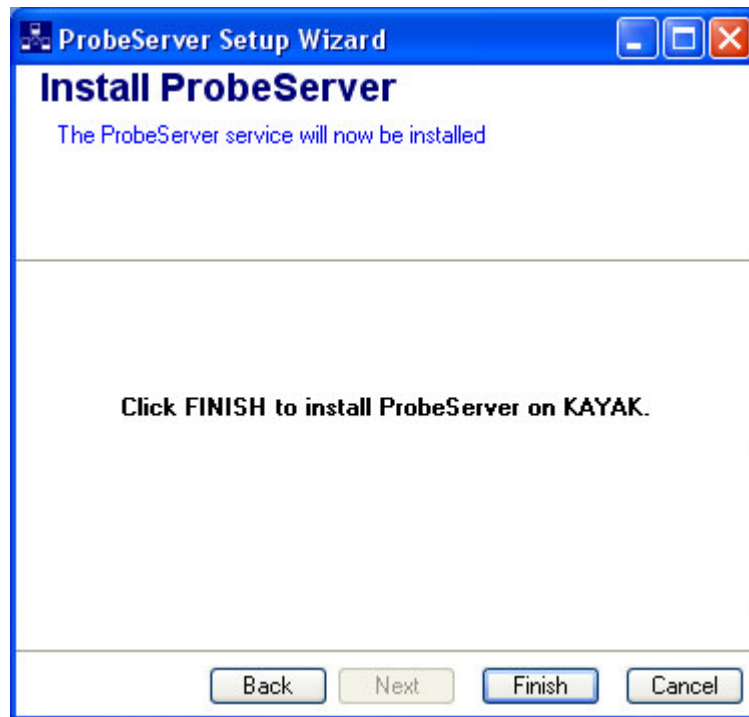 ProbeServer Setup Wizard
Install ProbeServer
The ProbeServer service will now be installed
Click FINISH to install ProbeServer on KAYAK.
Back Next Finish Cancel